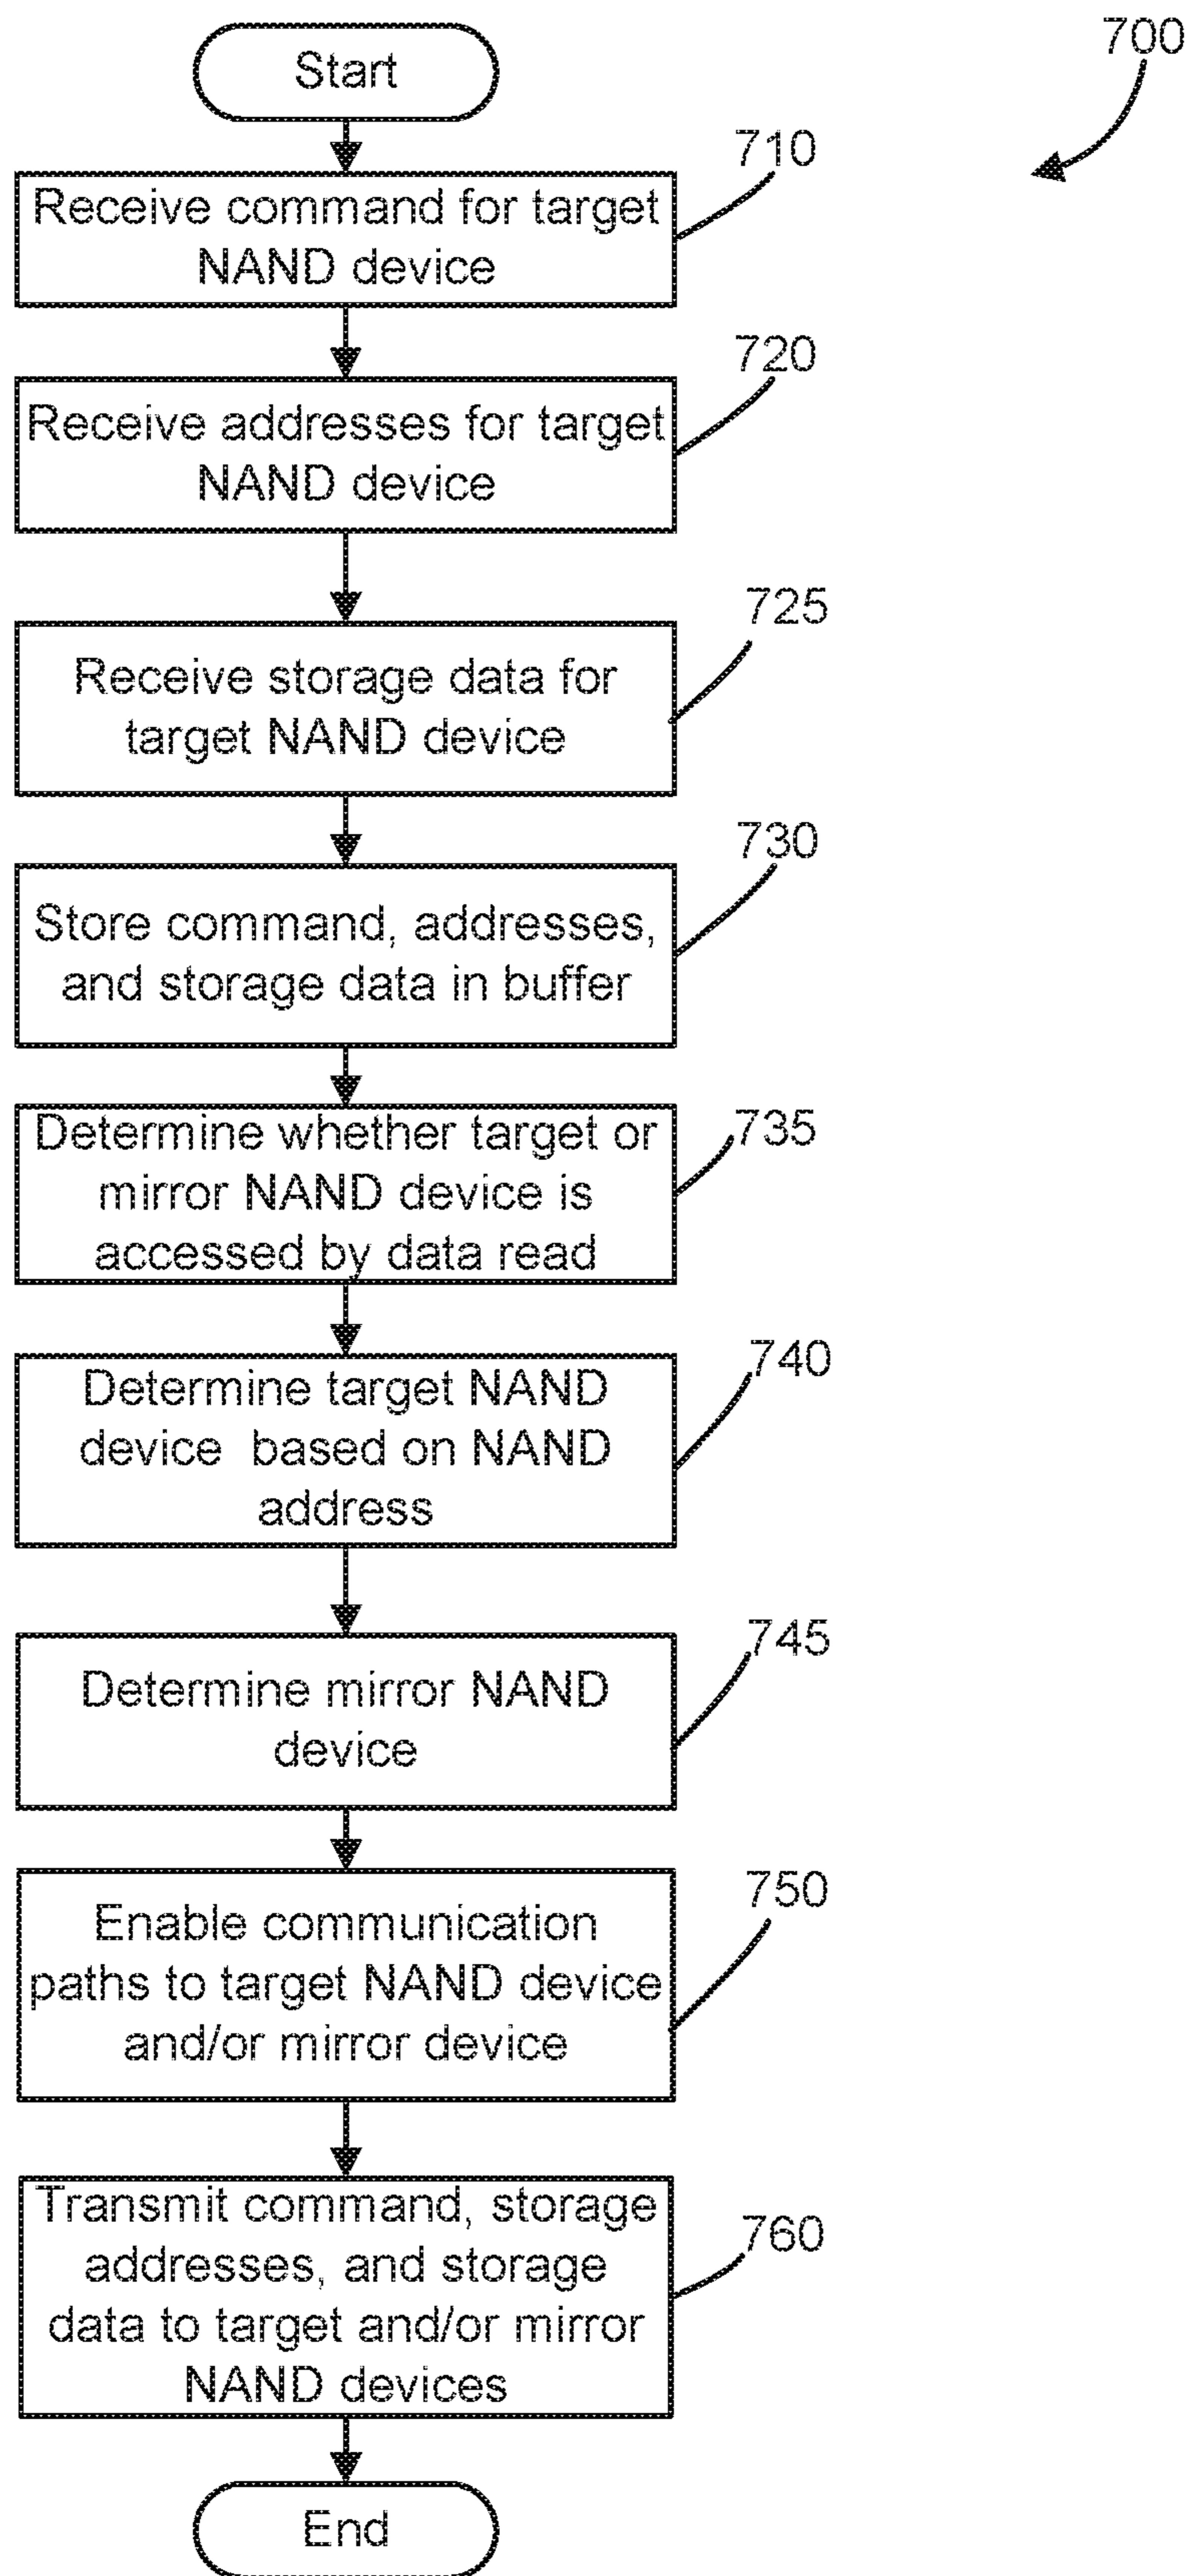 700
Start
710
Receive command for target
NAND device
720
Receive addresses for target
NAND device
725
Receive storage data for
target NAND device
730
Store command, addresses,
and storage data in buffer
735
Determine whether target or
mirror NAND device is
accessed by data read
740
Determine target NAND
device based on NAND
address
745
Determine mirror NAND
device
750
Enable communication
paths to target NAND device
and/or mirror device
760
Transmit command, storage
addresses, and storage
data to target and/or mirror
NAND devices
End